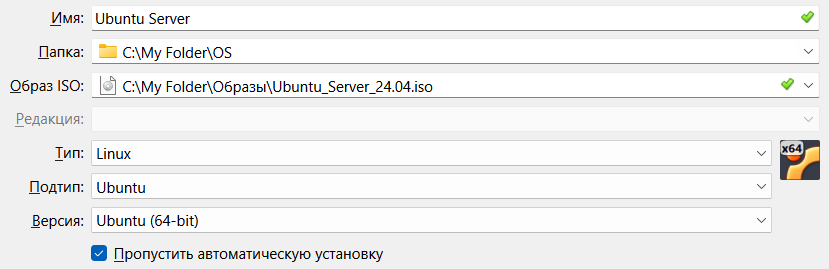 Имя: Ubuntu Server
Папка: C:\My Folder\OS
Образ ISO: C:\My Folder\Образы\Ubuntu_Server_24.04.iso
Редакция:
Тип: Linux
x64
Подтип: Ubuntu
Версия: Ubuntu (64-bit)
Пропустить автоматическую установку